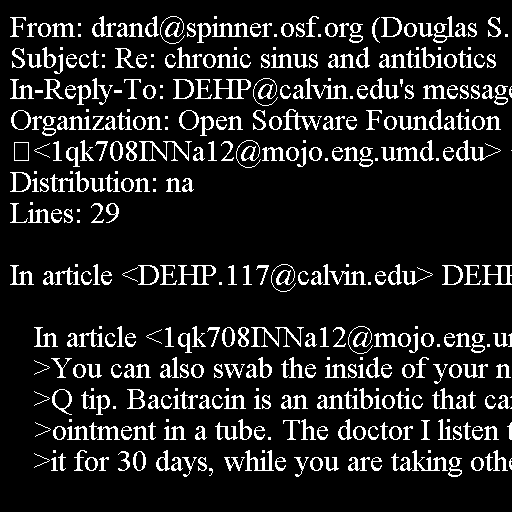 From: drand@spinner.osf.org (Douglas S.
Subject: Re: chronic sinus and antibiotics
In-Reply-To: DEHP@calvin.edu's message
Organization: Open Software Foundation
<1qk708INNa12@mojo.eng.umd.edu>
Distribution: na
Lines: 29
In article <DEHP.117@calvin.edu> DEHP
In article <1qk708INNa12@mojo.eng.um
>You can also swab the inside of your n
>Q tip. Bacitracin is an antibiotic that ca
>ointment in a tube. The doctor I listen t
>it for 30 days, while you are taking othe